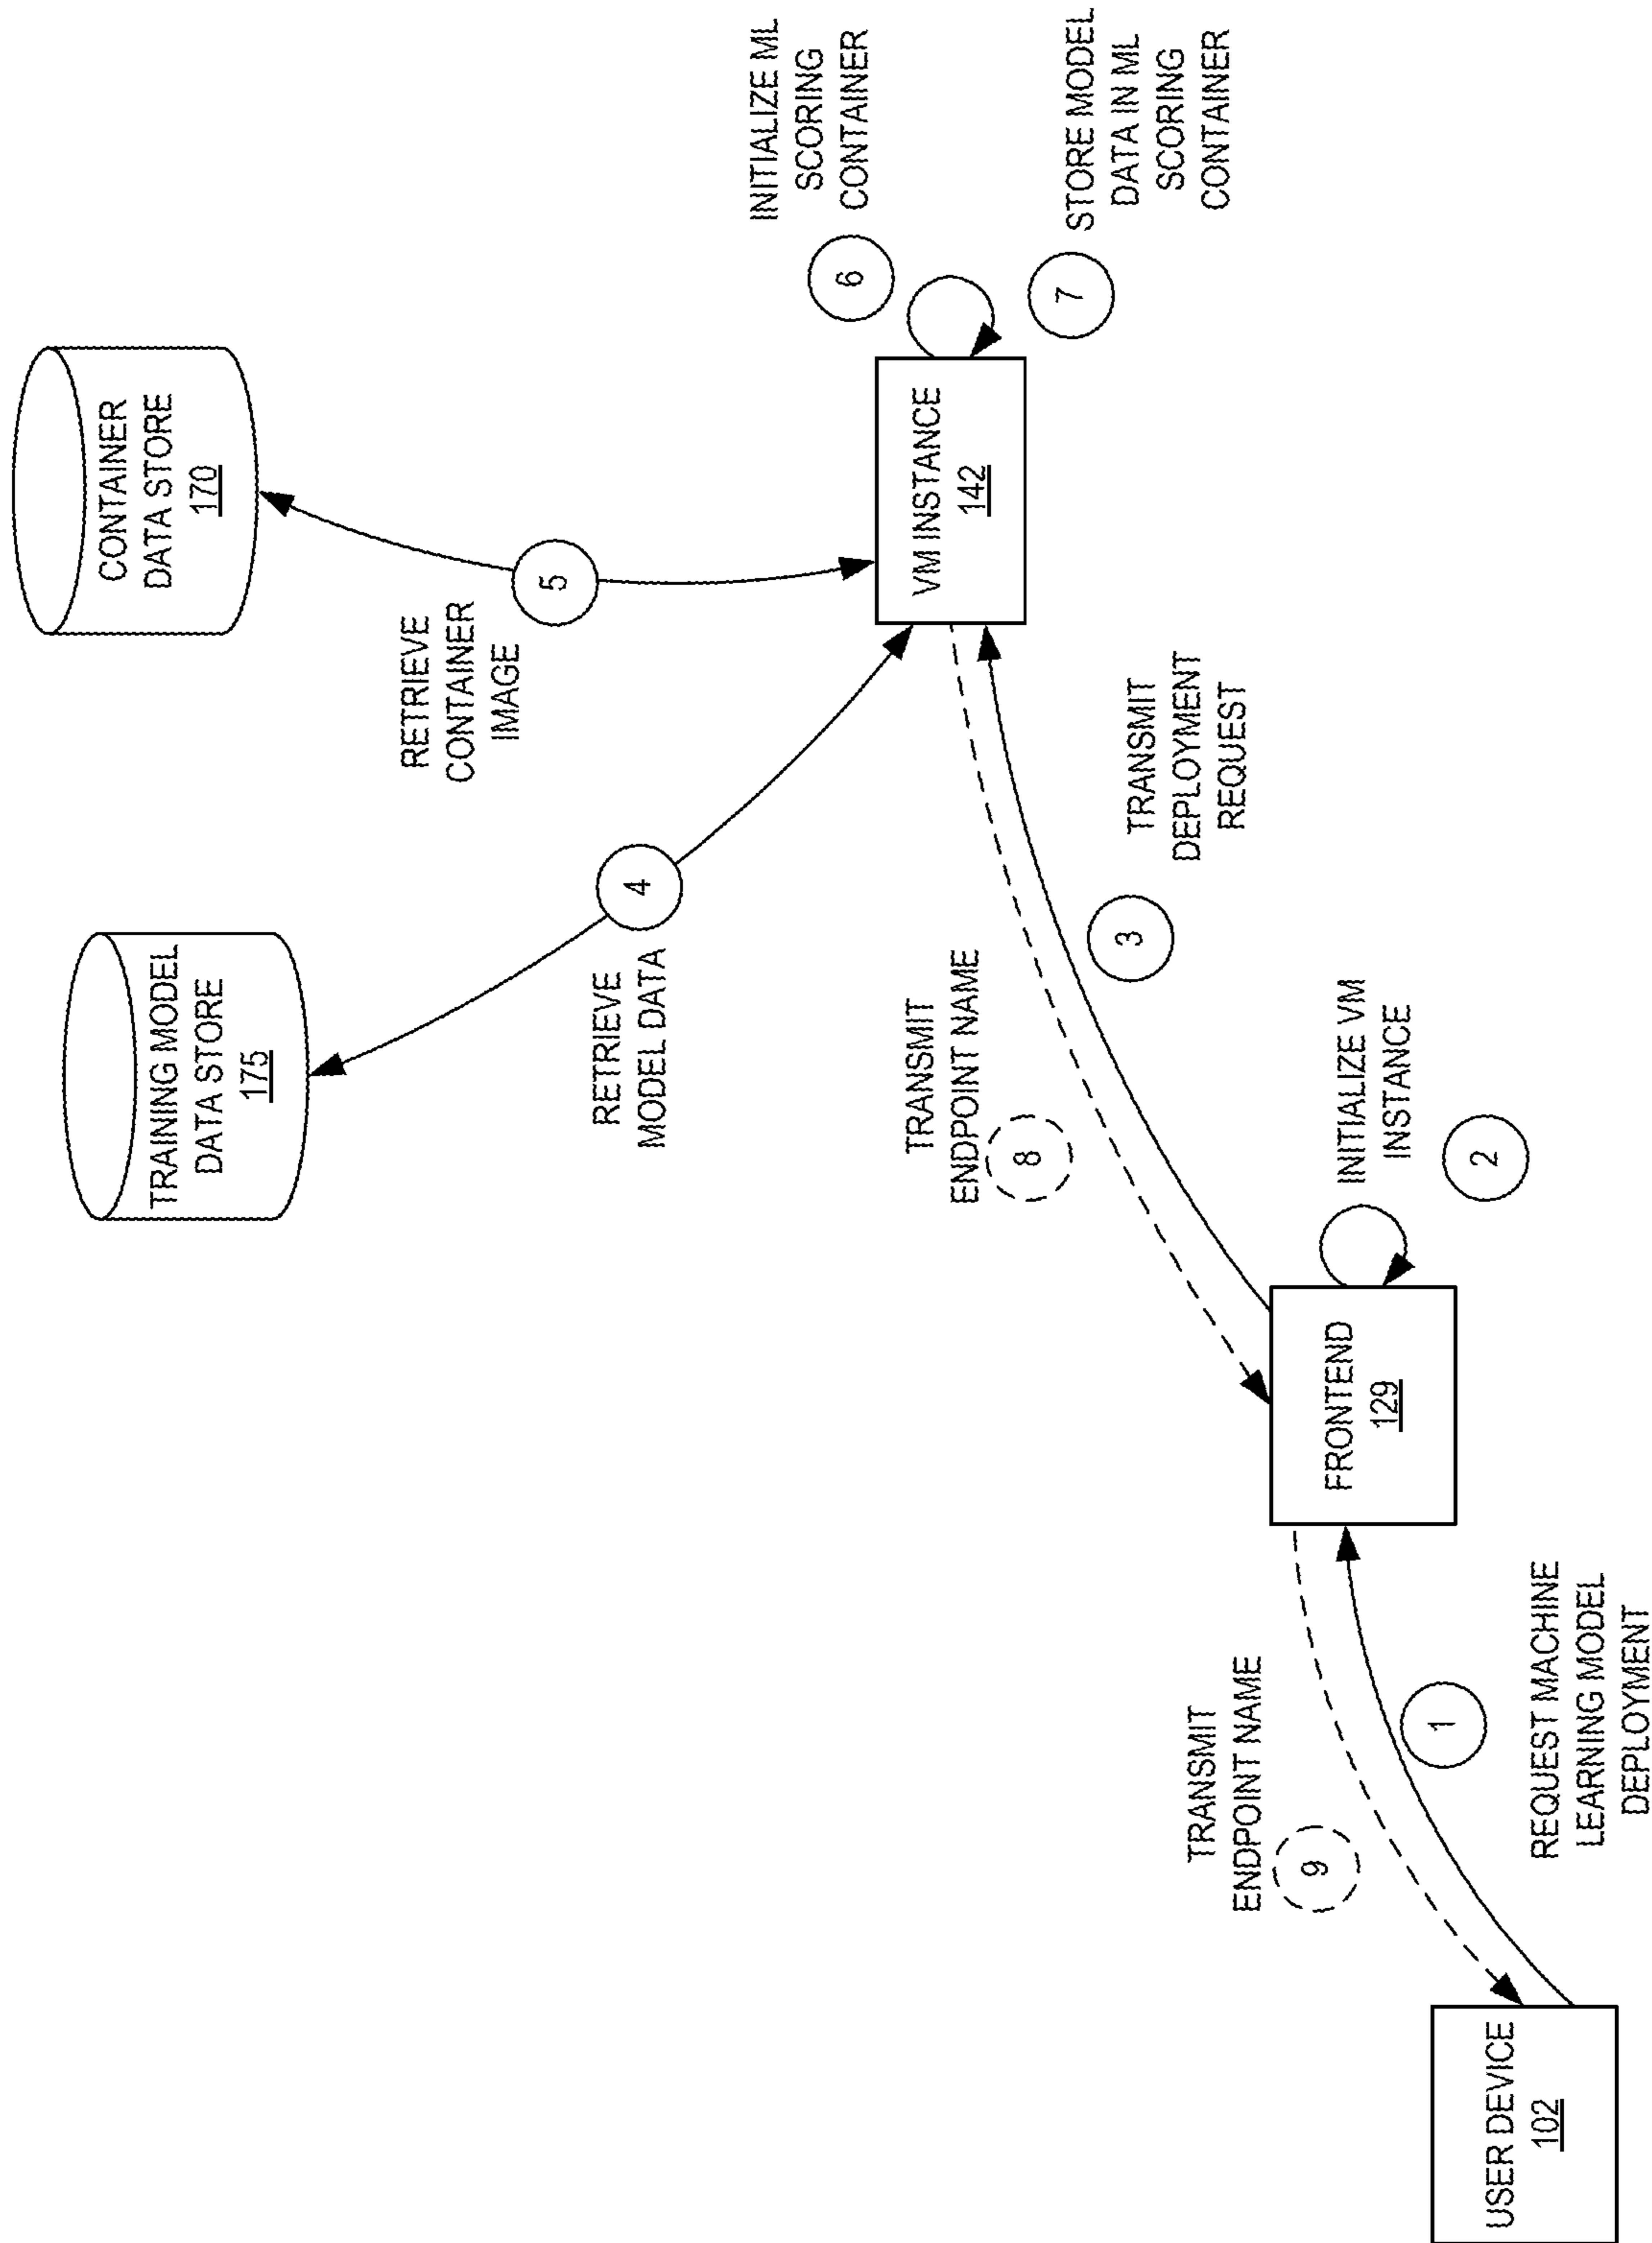 TRAINING MODEL
DATA STORE
175
CONTAINER
DATA STORE
170
RETRIEVE
CONTAINER
IMAGE
5
4
RETRIEVE
MODEL DATA
INITIALIZE ML
SCORING
CONTAINER
6
VM INSTANCE
142
7
STORE MODEL
DATA IN ML
SCORING
CONTAINER
TRANSMIT
ENDPOINT NAME
8
3
TRANSMIT
DEPLOYMENT
REQUEST
FRONTEND
129
INITIALIZE VM
INSTANCE
2
TRANSMIT
ENDPOINT NAME
9
1
REQUEST MACHINE
LEARNING MODEL
DEPLOYMENT
USER DEVICE
102